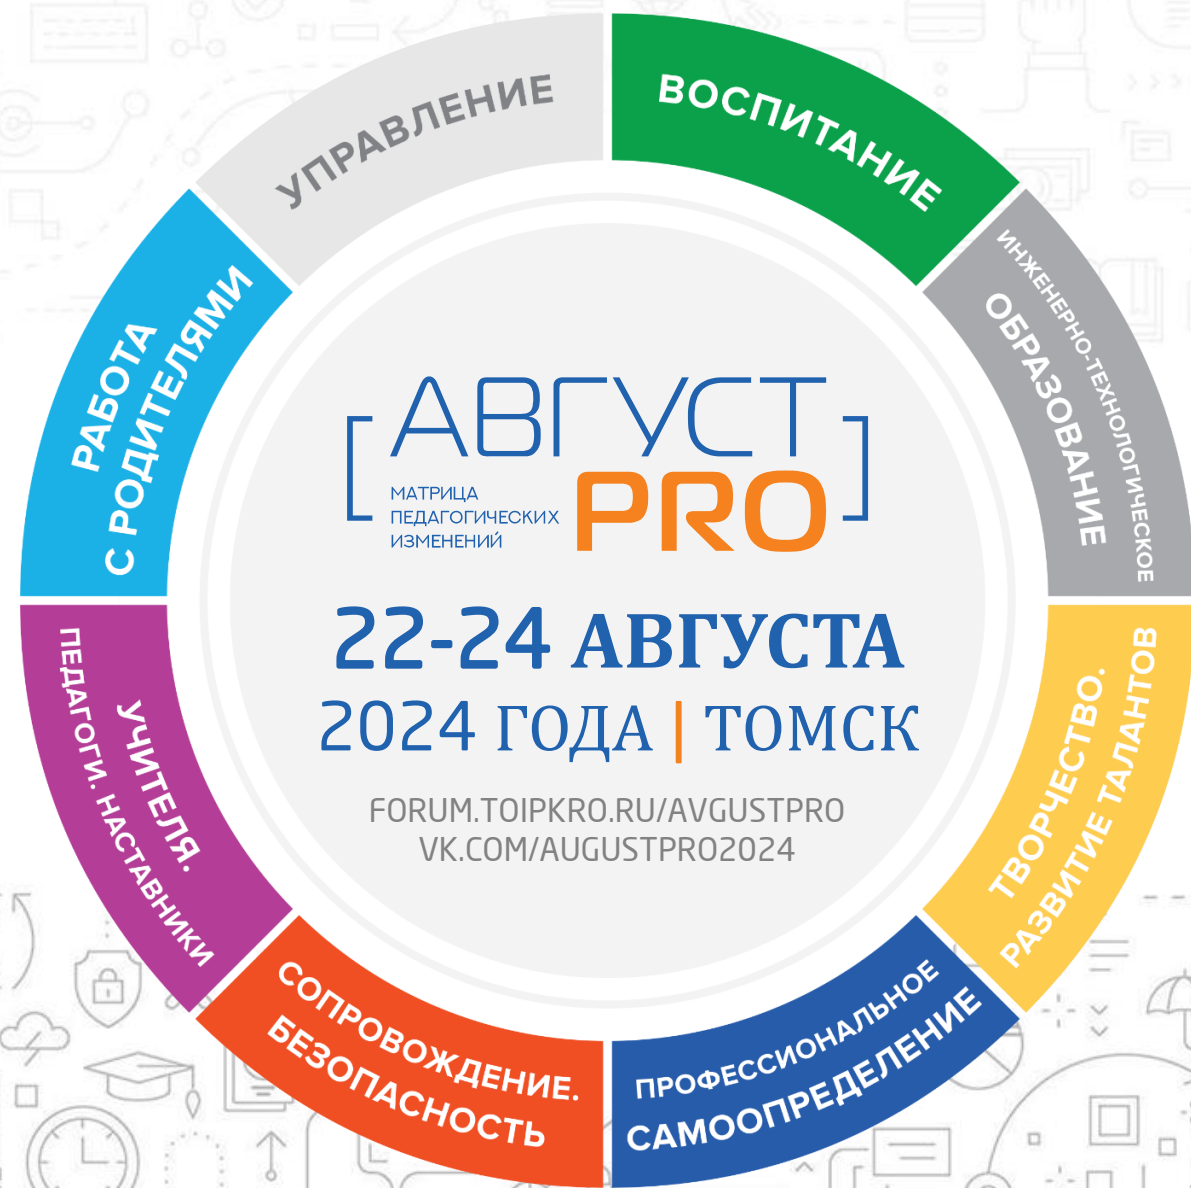 УПРАВЛЕНИЕ
ВОСПИТАНИЕ
ИНЖЕНЕРНО-ТЕХНОЛОГИЧЕСКОЕ
ОБРАЗОВАНИЕ
ТВОРЧЕСТВО.
РАЗВИТИЕ ТАЛАНТОВ
ПРОФЕССИОНАЛЬНОЕ
САМООПРЕДЕЛЕНИЕ
СОПРОВОЖДЕНИЕ.
БЕЗОПАСНОСТЬ
УЧИТЕЛЯ.
ПЕДАГОГИ. НАСТАВНИКИ
РАБОТА
С РОДИТЕЛЯМИ
[АВГУСТ
PRO]
МАТРИЦА
ПЕДАГОГИЧЕСКИХ
ИЗМЕНЕНИЙ
22-24 АВГУСТА
2024 ГОДА | ТОМСК
FORUM.TOIPKRO.RU/AVGUSTPRO
VK.COM/AUGUSTPRO2024